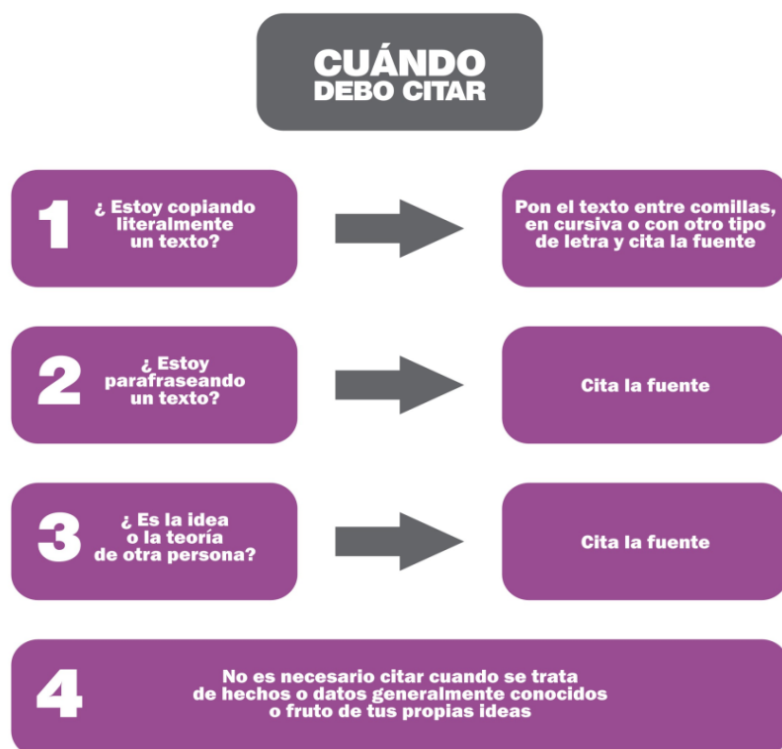 CUÁNDO
DEBO CITAR
1
¿ Estoy copiando
literalmente
un texto?
Pon el texto entre comillas,
en cursiva o con otro tipo
de letra y cita la fuente
2
¿ Estoy
parafraseando
un texto?
Cita la fuente
3
¿ Es la idea
o la teoría
de otra persona?
Cita la fuente
4
No es necesario citar cuando se trata
de hechos o datos generalmente conocidos
o fruto de tus propias ideas